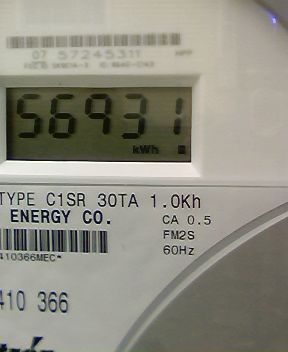 07 57245311
56931
kWh
TYPE C1SR 30TA 1.0Kh
ENERGY CO.
CA 0.5
FM2S
60Hz
410366MEC*
410 366